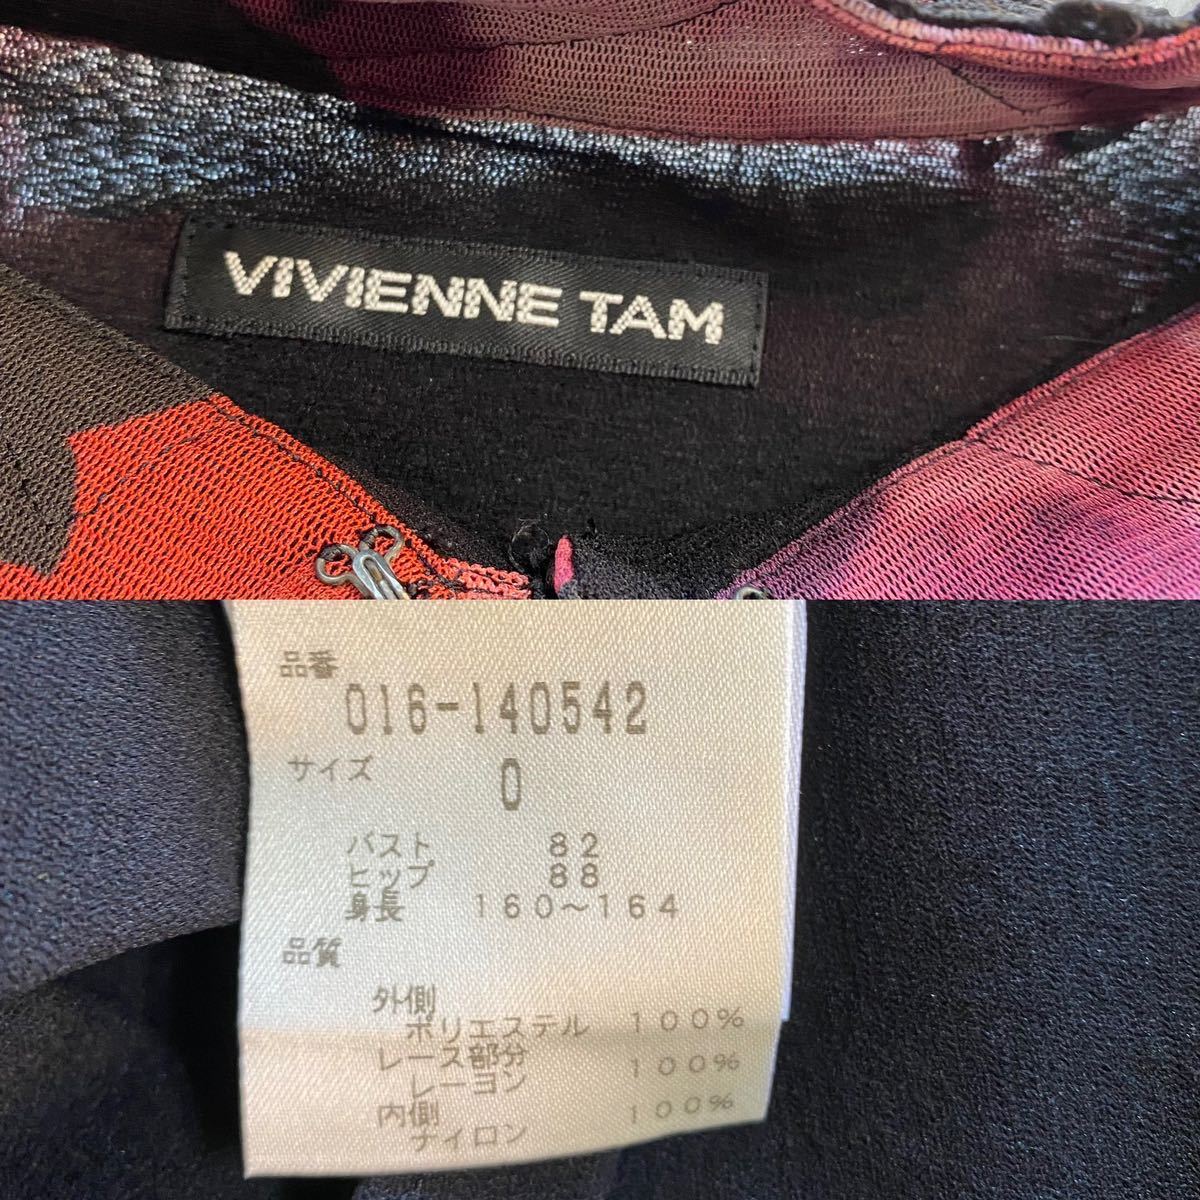 VIVIENNE TAM
品番
016-140542
サイズ 0
バスト 82
ヒップ 88
身長 160~164
品質
外側
ポリエステル 100%
レース部分
レーヨン 100%
内側
ナイロン 100%